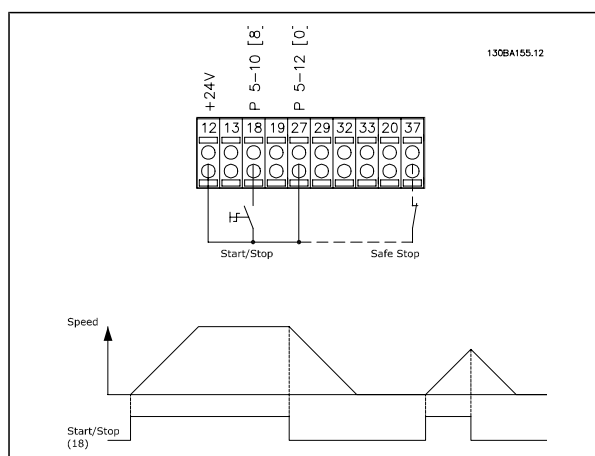 130BA155.12
+24V
P 5-10 [8]
P 5-12 [0]
12 13 18 19 27 29 32 33 20 37
Start/Stop
Safe Stop
Speed
Start/Stop
(18)